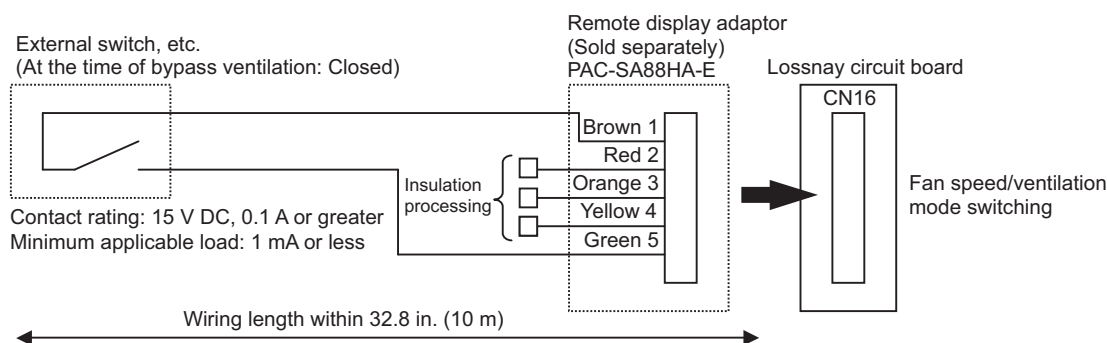 External switch, etc.
(At the time of bypass ventilation: Closed)
Contact rating: 15 V DC, 0.1 A or greater
Minimum applicable load: 1 mA or less
Insulation
processing
Remote display adaptor
(Sold separately)
PAC-SA88HA-E
Brown 1
Red 2
Orange 3
Yellow 4
Green 5
Lossnay circuit board
CN16
Fan speed/ventilation
mode switching
Wiring length within 32.8 in. (10 m)